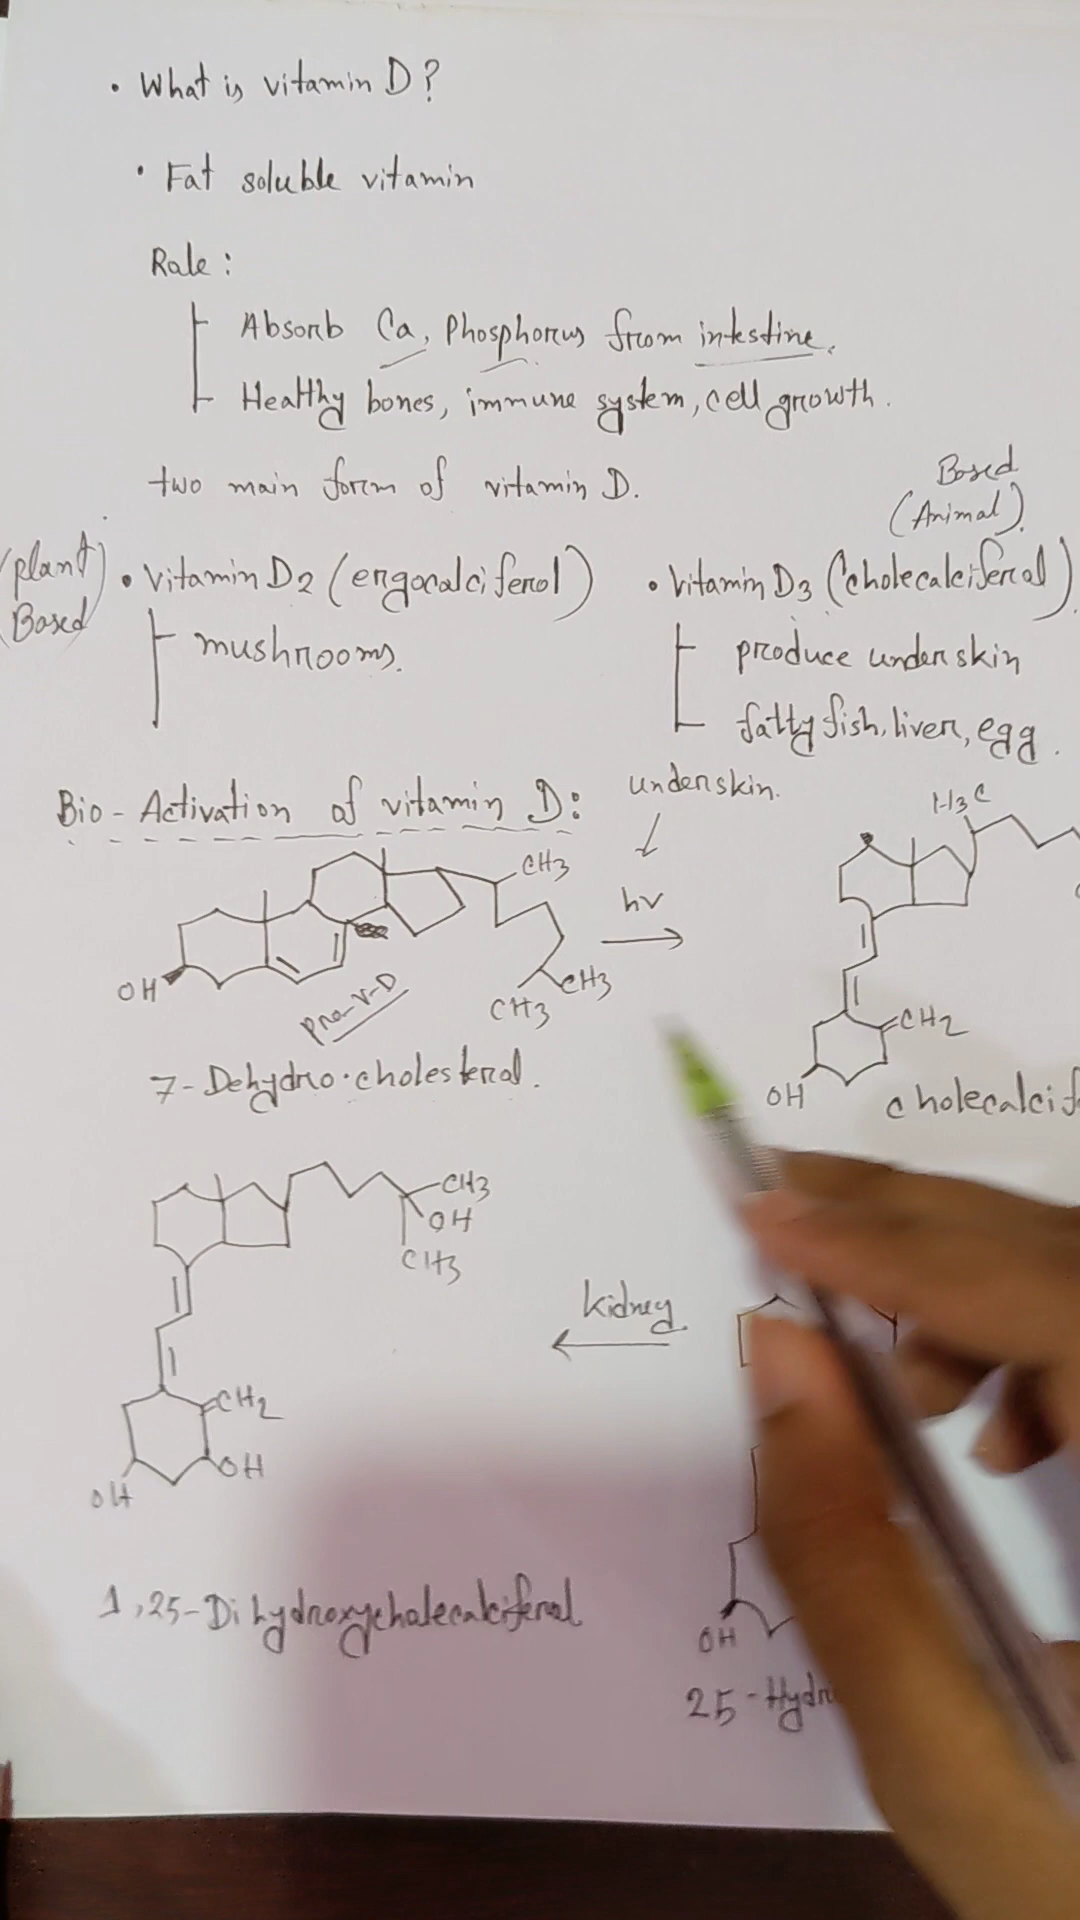 • What is vitamin D?
• Fat soluble vitamin
Role:
Absorb Ca, Phosphorus from intestine.
Healthy bones, immune system, cell growth.
two main form of vitamin D.
Based
(Animal)
(plant)
Based
• Vitamin D2 (ergocalciferol)
mushrooms.
• Vitamin D3 (cholecalciferol)
produce under skin
fatty fish, liver, egg.
Bio-Activation of vitamin D:
under skin.
hv
CH3
CH3
CH3
OH
Pro-V-D
7-Dehydro.cholesterol.
H3C
CH2
OH
cholecalcif
CH3
OH
CH3
CH2
OH
OH
1,25-Dihydroxycholecalciferol
kidney
OH
25-Hydr